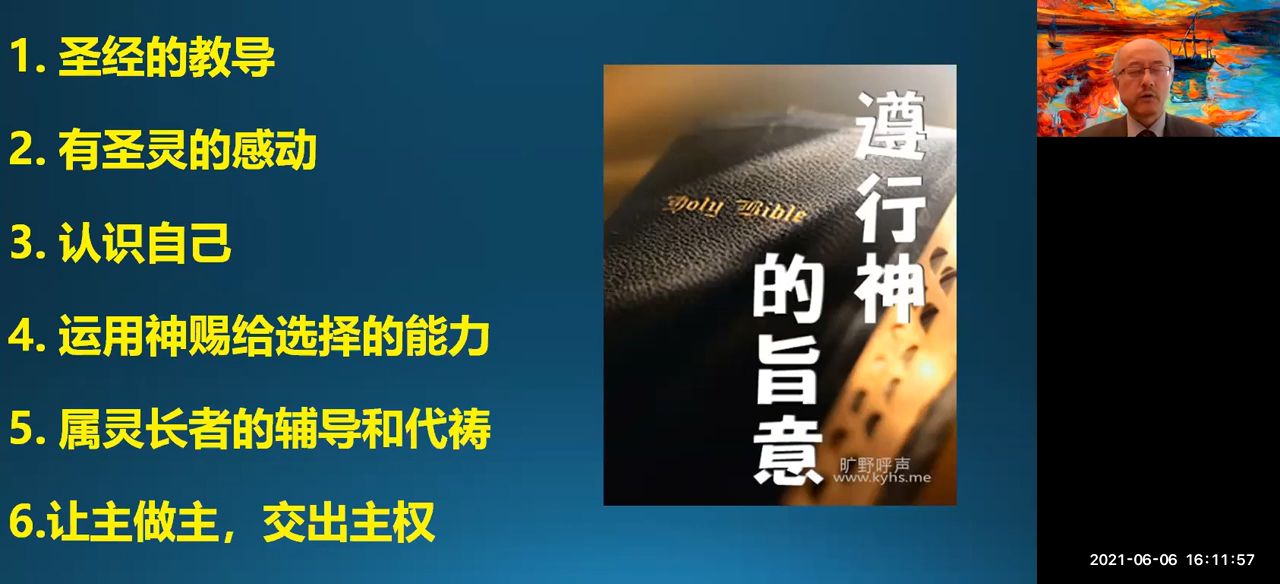 1. 圣经的教导
2. 有圣灵的感动
3. 认识自己
4. 运用神赐给选择的能力
5. 属灵长者的辅导和代祷
6.让主做主，交出主权
Holy Bible
遵行神
的旨意
旷野呼声
www.kyhs.me
2021-06-06 16:11:57